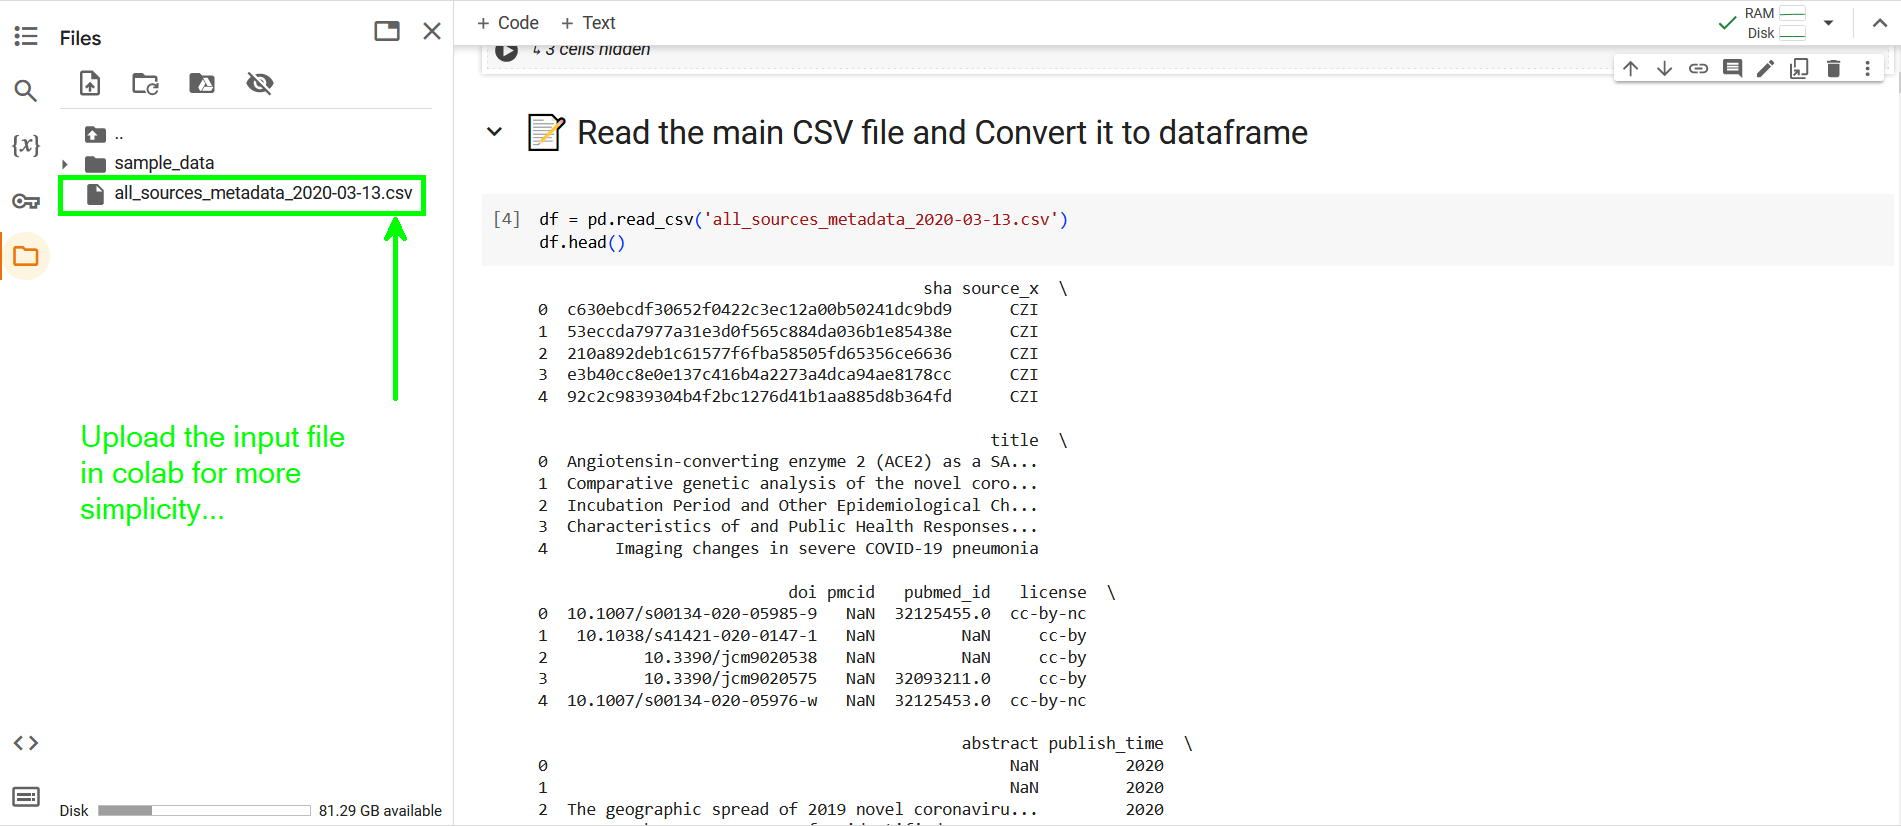 Files
..
sample_data
all_sources_metadata_2020-03-13.csv
Upload the input file
in colab for more
simplicity...
Disk 81.29 GB available
+ Code + Text
RAM
Disk
3 cells hidden
Read the main CSV file and Convert it to dataframe
[4] df = pd.read_csv('all_sources_metadata_2020-03-13.csv')
df.head()
sha source_x \
0 c630ebcdf30652f0422c3ec12a00b50241dc9bd9 CZI
1 53eccda7977a31e3d0f565c884da036b1e85438e CZI
2 210a892deb1c61577f6fba58505fd65356ce6636 CZI
3 e3b40cc8e0e137c416b4a2273a4dca94ae8178cc CZI
4 92c2c9839304b4f2bc1276d41b1aa885d8b364fd CZI
title \
0 Angiotensin-converting enzyme 2 (ACE2) as a SA...
1 Comparative genetic analysis of the novel coro...
2 Incubation Period and Other Epidemiological Ch...
3 Characteristics of and Public Health Responses...
4 Imaging changes in severe COVID-19 pneumonia
doi pmcid pubmed_id license \
0 10.1007/s00134-020-05985-9 NaN 32125455.0 cc-by-nc
1 10.1038/s41421-020-0147-1 NaN NaN cc-by
2 10.3390/jcm9020538 NaN NaN cc-by
3 10.3390/jcm9020575 NaN 32093211.0 cc-by
4 10.1007/s00134-020-05976-w NaN 32125453.0 cc-by-nc
abstract publish_time \
0 NaN 2020
1 NaN 2020
2 The geographic spread of 2019 novel coronaviru... 2020